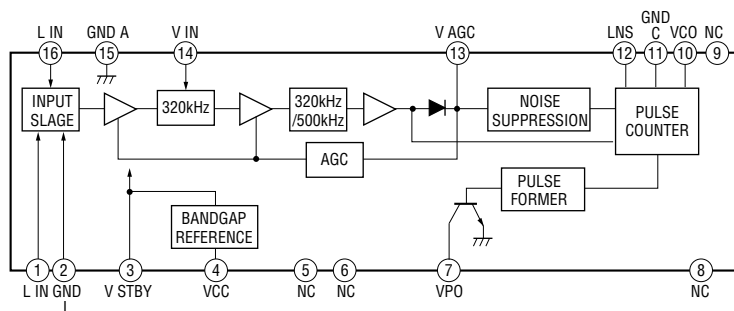 L IN
GND A
V IN
V AGC
LNS
GND
C
VCO
NC
16
15
14
13
12
11
10
9
INPUT
SLAGE
320kHz
320kHz
/500kHz
NOISE
SUPPRESSION
PULSE
COUNTER
AGC
PULSE
FORMER
BANDGAP
REFERENCE
1
2
3
4
5
6
7
8
L IN
GND
I
V STBY
VCC
NC
NC
VPO
NC